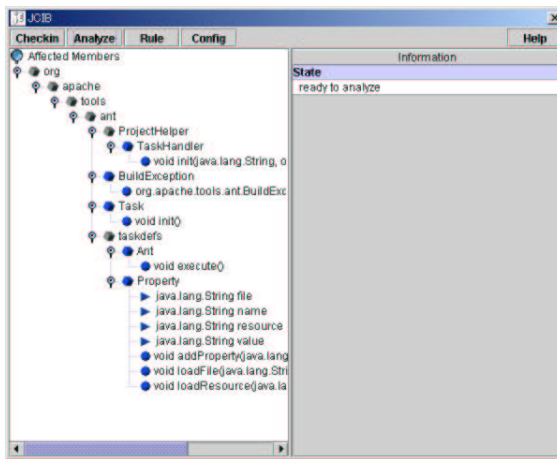 JCIB
Checkin Analyze Rule Config Help
Affected Members
org
apache
tools
ant
ProjectHelper
TaskHandler
void init(java.lang.String, o
BuildException
org.apache.tools.ant.BuildExc
Task
void init()
taskdefs
Ant
void execute()
Property
java.lang.String file
java.lang.String name
java.lang.String resource
java.lang.String value
void addProperty(java.lang
void loadFile(java.lang.Stri
void loadResource(java.la
Information
State
ready to analyze